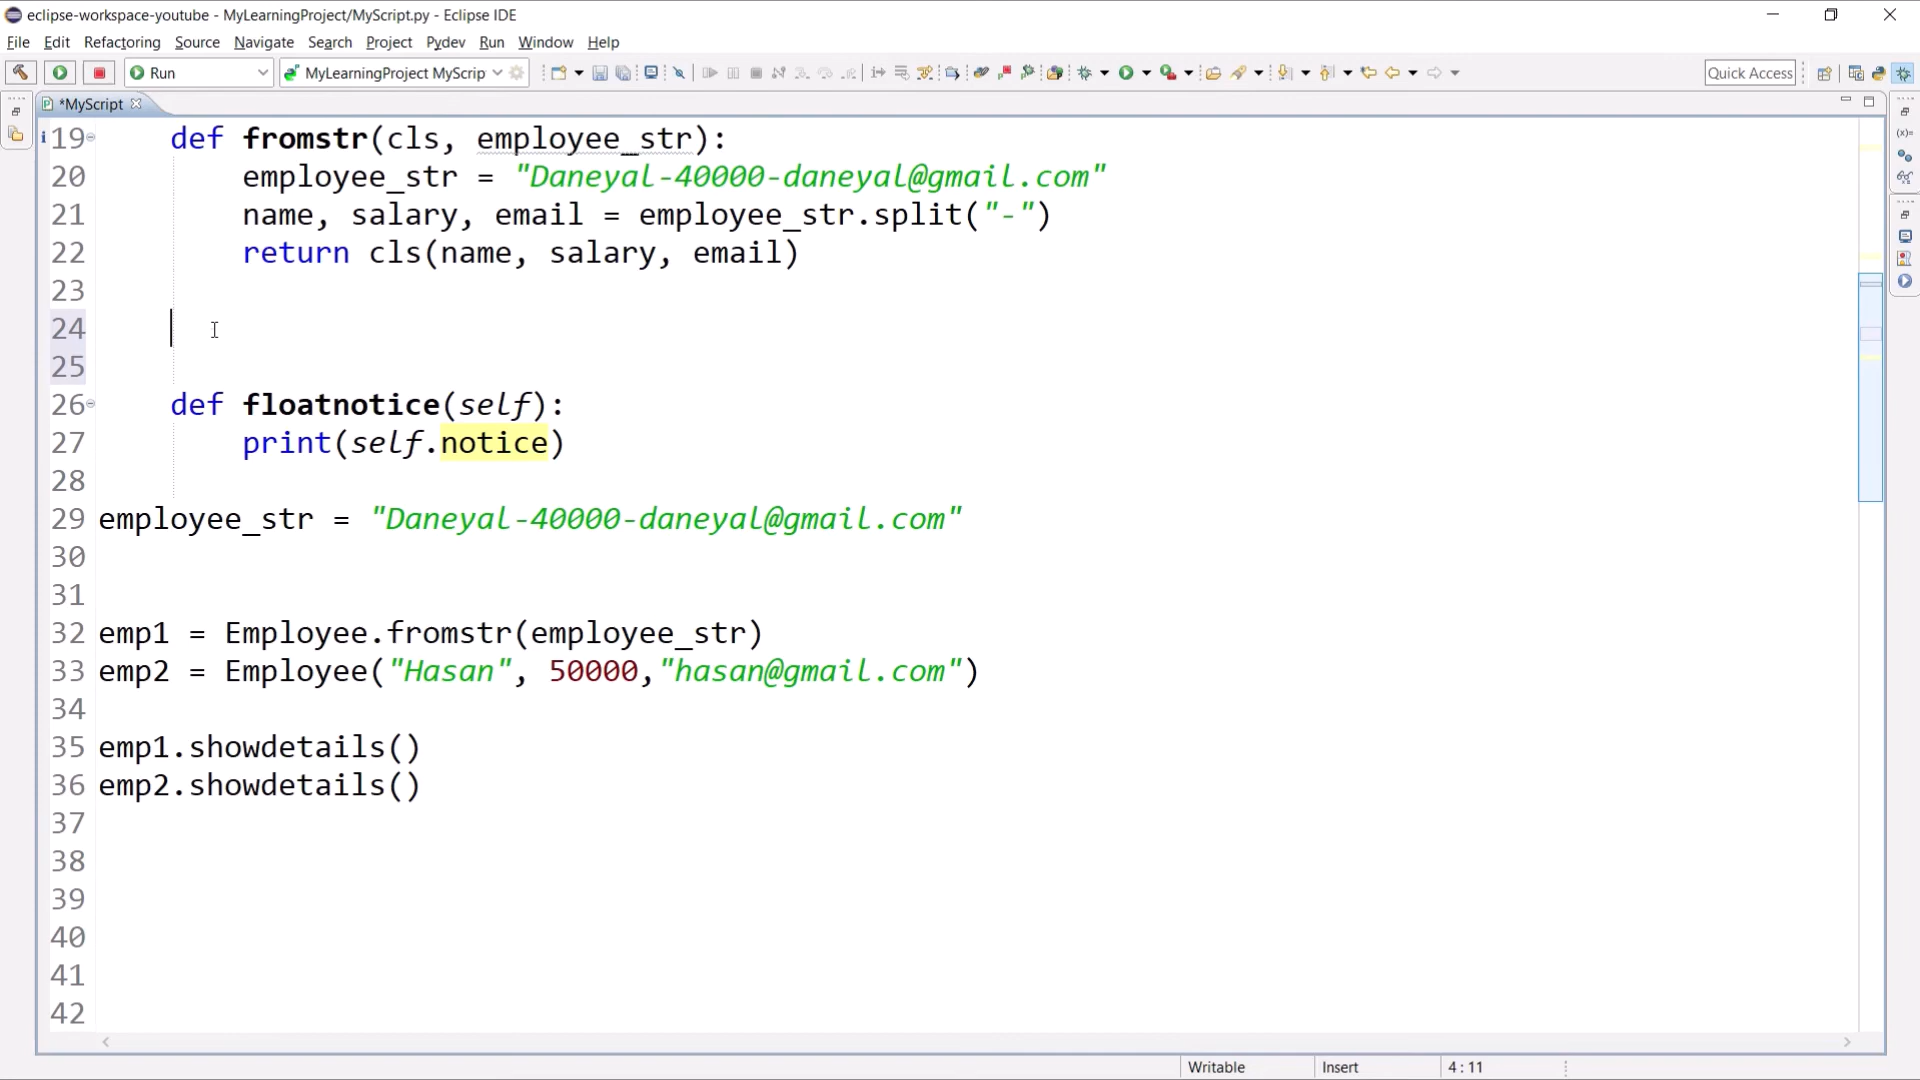 eclipse-workspace-youtube - MyLearningProject/MyScript.py - Eclipse IDE
File Edit Refactoring Source Navigate Search Project Pydev Run Window Help
Run MyLearningProject MyScrip Quick Access
*MyScript
19 def fromstr(cls, employee_str):
20 employee_str = "Daneyal-40000-daneyal@gmail.com"
21 name, salary, email = employee_str.split("-")
22 return cls(name, salary, email)
23
24
25
26 def floatnotice(self):
27 print(self.notice)
28
29 employee_str = "Daneyal-40000-daneyal@gmail.com"
30
31
32 emp1 = Employee.fromstr(employee_str)
33 emp2 = Employee("Hasan", 50000,"hasan@gmail.com")
34
35 emp1.showdetails()
36 emp2.showdetails()
37
38
39
40
41
42
Writable Insert 4 : 11